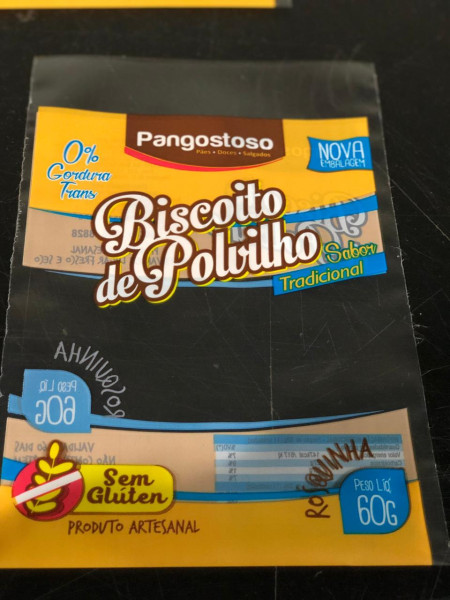 Pangostoso
Pães • Doces • Salgados
0%
Gordura
Trans
NOVA
EMBALAGEM
Biscoito
de Polvilho
Sabor
Tradicional
ROSQUINHA
PESO LÍQ.
60G
ROSQUINHA
PESO LÍQ.
60G
Sem
Glúten
PRODUTO ARTESANAL